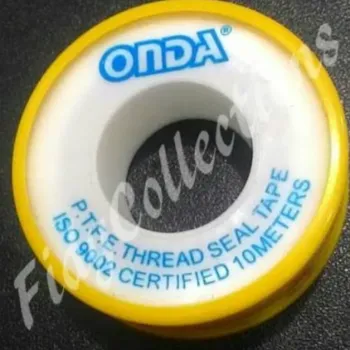 ONDA®
P.T.F.E. THREAD SEAL TAPE
ISO 9002 CERTIFIED 10METERS